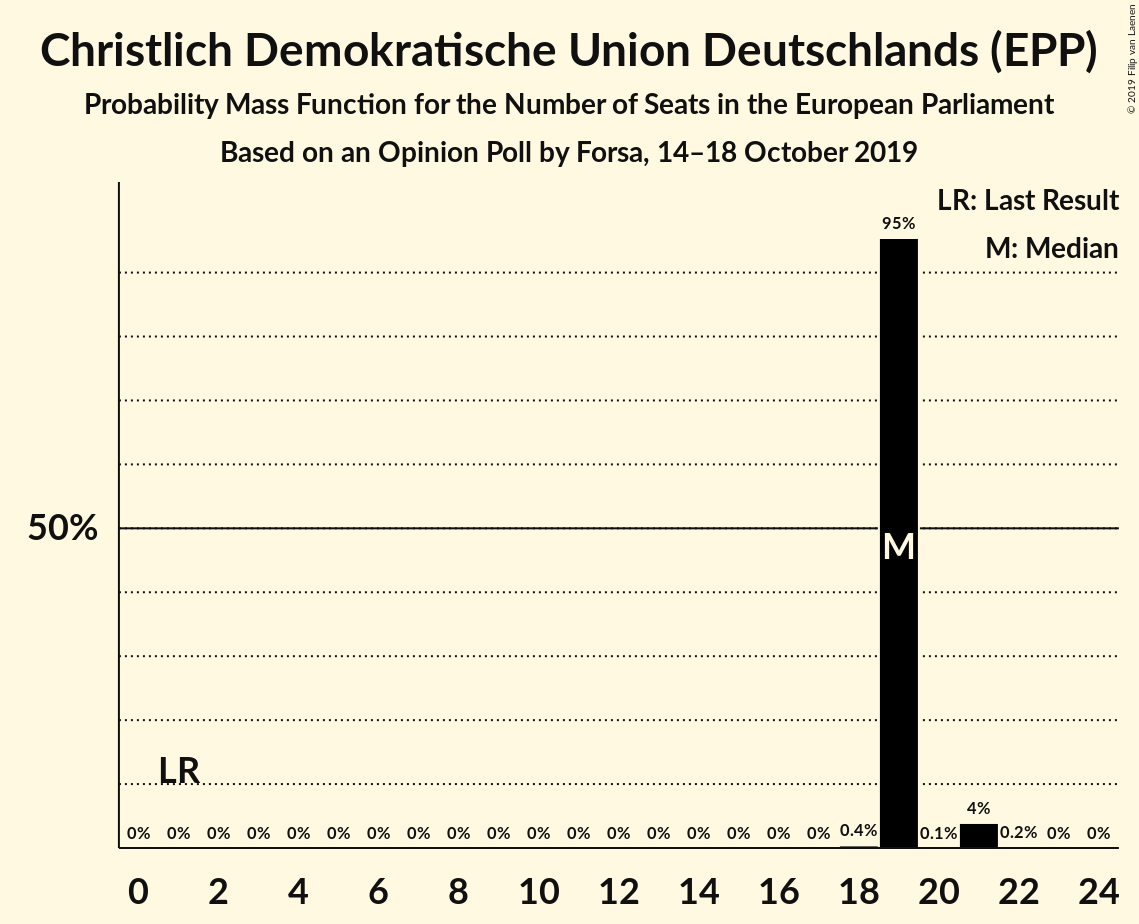 Christlich Demokratische Union Deutschlands (EPP)
Probability Mass Function for the Number of Seats in the European Parliament
Based on an Opinion Poll by Forsa, 14–18 October 2019
© 2019 Filip van Laenen
LR: Last Result
M: Median
95%
50%
M
LR
4%
0% 0% 0% 0% 0% 0% 0% 0% 0% 0% 0% 0% 0% 0% 0% 0% 0% 0% 0.4% 0.1% 0.2% 0% 0%
0 2 4 6 8 10 12 14 16 18 20 22 24